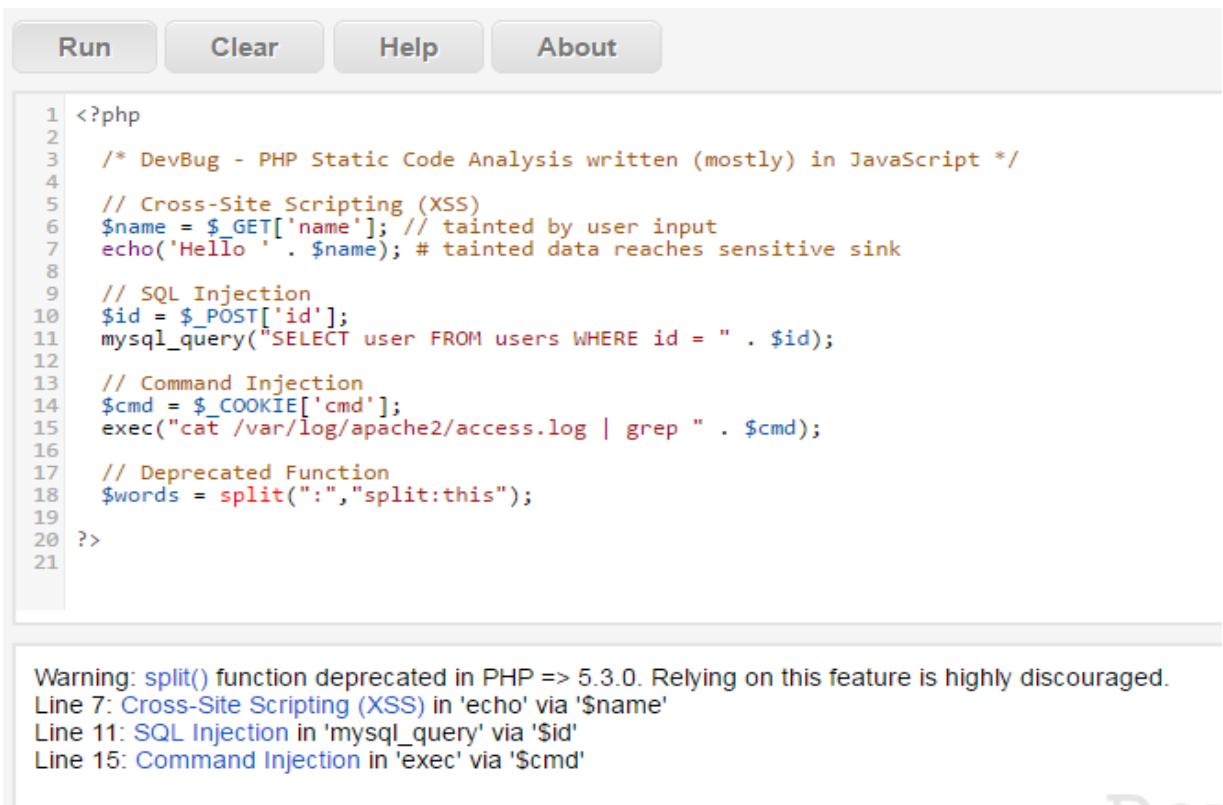 Run Clear Help About
1 <?php
2
3 /* DevBug - PHP Static Code Analysis written (mostly) in JavaScript */
4
5 // Cross-Site Scripting (XSS)
6 $name = $_GET['name']; // tainted by user input
7 echo('Hello ' . $name); # tainted data reaches sensitive sink
8
9 // SQL Injection
10 $id = $_POST['id'];
11 mysql_query("SELECT user FROM users WHERE id = " . $id);
12
13 // Command Injection
14 $cmd = $_COOKIE['cmd'];
15 exec("cat /var/log/apache2/access.log | grep " . $cmd);
16
17 // Deprecated Function
18 $words = split(":","split:this");
19
20 ?>
21
Warning: split() function deprecated in PHP => 5.3.0. Relying on this feature is highly discouraged.
Line 7: Cross-Site Scripting (XSS) in 'echo' via '$name'
Line 11: SQL Injection in 'mysql_query' via '$id'
Line 15: Command Injection in 'exec' via '$cmd'